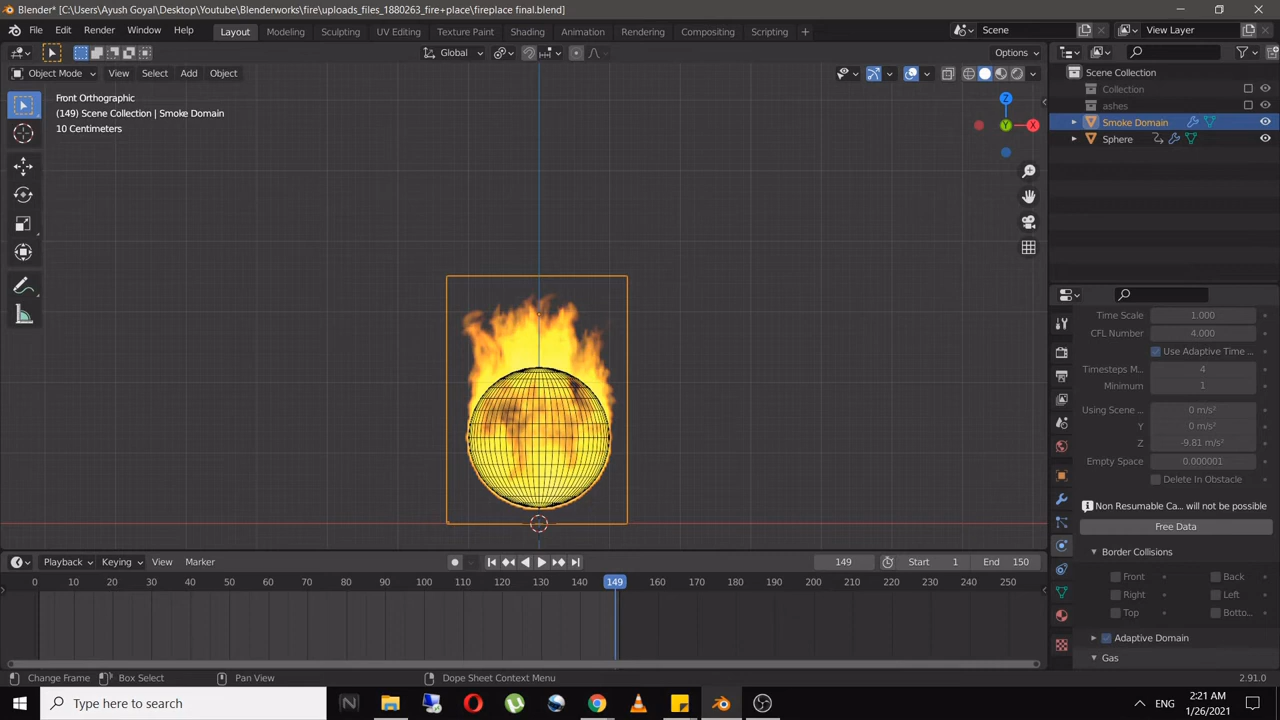 Blender* [C:\Users\Ayush Goyal\Desktop\Youtube\Blenderworks\fire\uploads_files_1880263_fire+place\fireplace final.blend]
File Edit Render Window Help Layout Modeling Sculpting UV Editing Texture Paint Shading Animation Rendering Compositing Scripting + Scene View Layer
Global Options
Object Mode View Select Add Object
Front Orthographic
(149) Scene Collection | Smoke Domain
10 Centimeters
Z
Y
X
Scene Collection
Collection
ashes
Smoke Domain
Sphere
Time Scale 1.000
CFL Number 4.000
Use Adaptive Time ...
Timesteps M... 4
Minimum 1
Using Scene ... 0 m/s²
Y 0 m/s²
Z -9.81 m/s²
Empty Space 0.000001
Delete In Obstacle
Non Resumable Ca... will not be possible
Free Data
Border Collisions
Front Back
Right Left
Top Botto...
Adaptive Domain
Gas
Playback Keying View Marker 149 Start 1 End 150
0 10 20 30 40 50 60 70 80 90 100 110 120 130 149 160 170 180 190 200 210 220 230 240 250
Change Frame Box Select Pan View Dope Sheet Context Menu 2.91.0
Type here to search
ENG
2:21 AM
1/26/2021